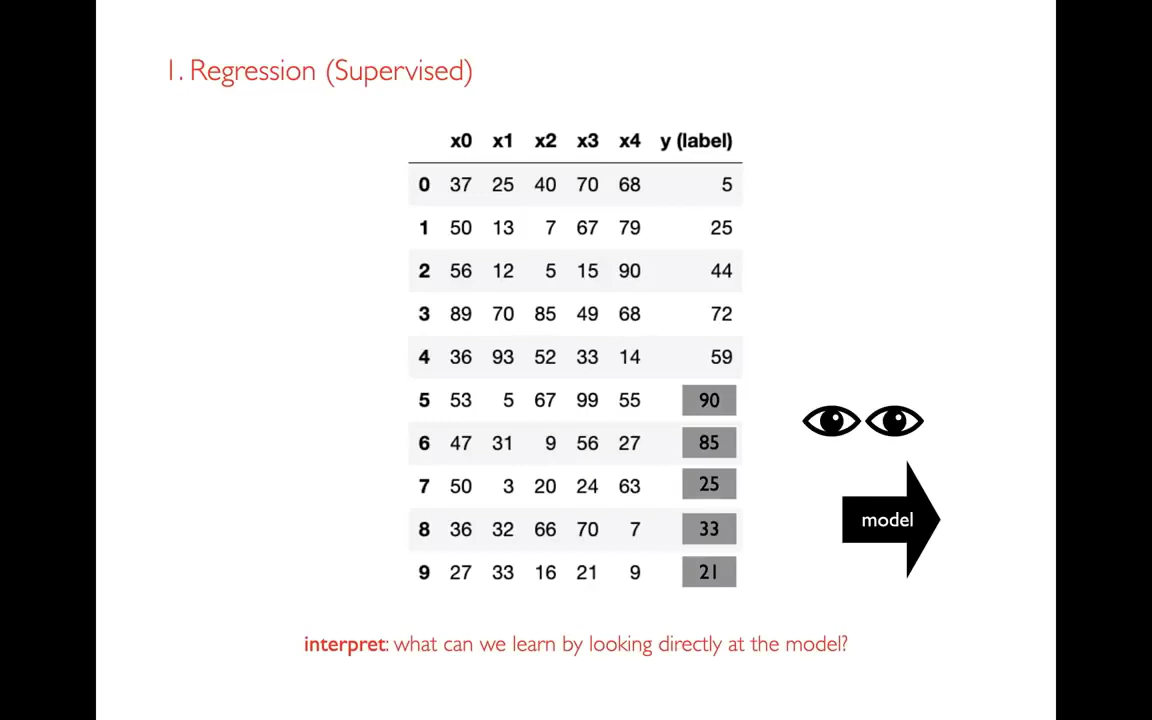 1. Regression (Supervised)
x0 x1 x2 x3 x4 y (label)
0 37 25 40 70 68 5
1 50 13 7 67 79 25
2 56 12 5 15 90 44
3 89 70 85 49 68 72
4 36 93 52 33 14 59
5 53 5 67 99 55 90
6 47 31 9 56 27 85
7 50 3 20 24 63 25
8 36 32 66 70 7 33
9 27 33 16 21 9 21
model
interpret: what can we learn by looking directly at the model?